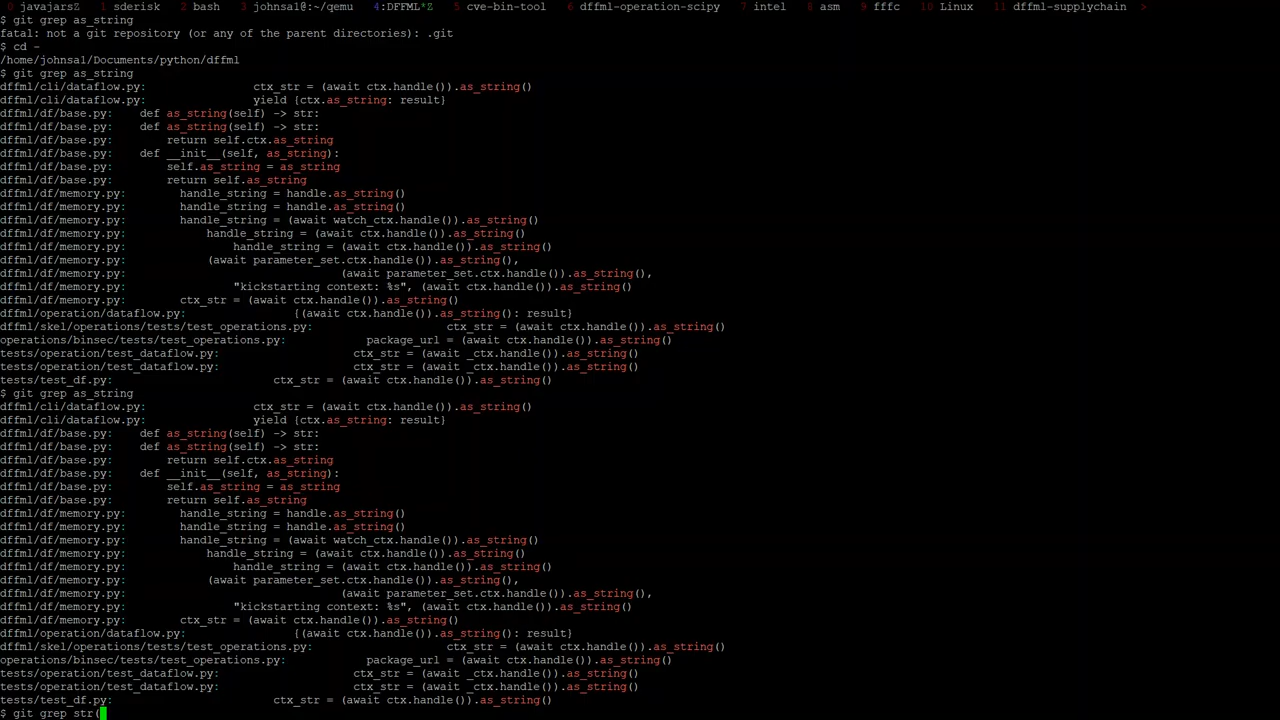 0 javajarsZ  1 sderisk  2 bash  3 johnsa1@:~/qemu  4:DFFML*Z  5 cve-bin-tool  6 dffml-operation-scipy  7 intel  8 asm  9 fffc  10 Linux  11 dffml-supplychain  >
$ git grep as_string
fatal: not a git repository (or any of the parent directories): .git
$ cd -
/home/johnsa1/Documents/python/dffml
$ git grep as_string
dffml/cli/dataflow.py:                ctx_str = (await ctx.handle()).as_string()
dffml/cli/dataflow.py:                yield {ctx.as_string: result}
dffml/df/base.py:    def as_string(self) -> str:
dffml/df/base.py:    def as_string(self) -> str:
dffml/df/base.py:        return self.ctx.as_string
dffml/df/base.py:    def __init__(self, as_string):
dffml/df/base.py:        self.as_string = as_string
dffml/df/base.py:        return self.as_string
dffml/df/memory.py:        handle_string = handle.as_string()
dffml/df/memory.py:        handle_string = handle.as_string()
dffml/df/memory.py:        handle_string = (await watch_ctx.handle()).as_string()
dffml/df/memory.py:            handle_string = (await ctx.handle()).as_string()
dffml/df/memory.py:                handle_string = (await ctx.handle()).as_string()
dffml/df/memory.py:            (await parameter_set.ctx.handle()).as_string(),
dffml/df/memory.py:                                (await parameter_set.ctx.handle()).as_string(),
dffml/df/memory.py:                "kickstarting context: %s", (await ctx.handle()).as_string()
dffml/df/memory.py:        ctx_str = (await ctx.handle()).as_string()
dffml/operation/dataflow.py:                {(await ctx.handle()).as_string(): result}
dffml/skel/operations/tests/test_operations.py:                    ctx_str = (await ctx.handle()).as_string()
operations/binsec/tests/test_operations.py:            package_url = (await ctx.handle()).as_string()
tests/operation/test_dataflow.py:                    ctx_str = (await _ctx.handle()).as_string()
tests/operation/test_dataflow.py:                    ctx_str = (await _ctx.handle()).as_string()
tests/test_df.py:                        ctx_str = (await ctx.handle()).as_string()
$ git grep as_string
dffml/cli/dataflow.py:                ctx_str = (await ctx.handle()).as_string()
dffml/cli/dataflow.py:                yield {ctx.as_string: result}
dffml/df/base.py:    def as_string(self) -> str:
dffml/df/base.py:    def as_string(self) -> str:
dffml/df/base.py:        return self.ctx.as_string
dffml/df/base.py:    def __init__(self, as_string):
dffml/df/base.py:        self.as_string = as_string
dffml/df/base.py:        return self.as_string
dffml/df/memory.py:        handle_string = handle.as_string()
dffml/df/memory.py:        handle_string = handle.as_string()
dffml/df/memory.py:        handle_string = (await watch_ctx.handle()).as_string()
dffml/df/memory.py:            handle_string = (await ctx.handle()).as_string()
dffml/df/memory.py:                handle_string = (await ctx.handle()).as_string()
dffml/df/memory.py:            (await parameter_set.ctx.handle()).as_string(),
dffml/df/memory.py:                                (await parameter_set.ctx.handle()).as_string(),
dffml/df/memory.py:                "kickstarting context: %s", (await ctx.handle()).as_string()
dffml/df/memory.py:        ctx_str = (await ctx.handle()).as_string()
dffml/operation/dataflow.py:                {(await ctx.handle()).as_string(): result}
dffml/skel/operations/tests/test_operations.py:                    ctx_str = (await ctx.handle()).as_string()
operations/binsec/tests/test_operations.py:            package_url = (await ctx.handle()).as_string()
tests/operation/test_dataflow.py:                    ctx_str = (await _ctx.handle()).as_string()
tests/operation/test_dataflow.py:                    ctx_str = (await _ctx.handle()).as_string()
tests/test_df.py:                        ctx_str = (await ctx.handle()).as_string()
$ git grep str(